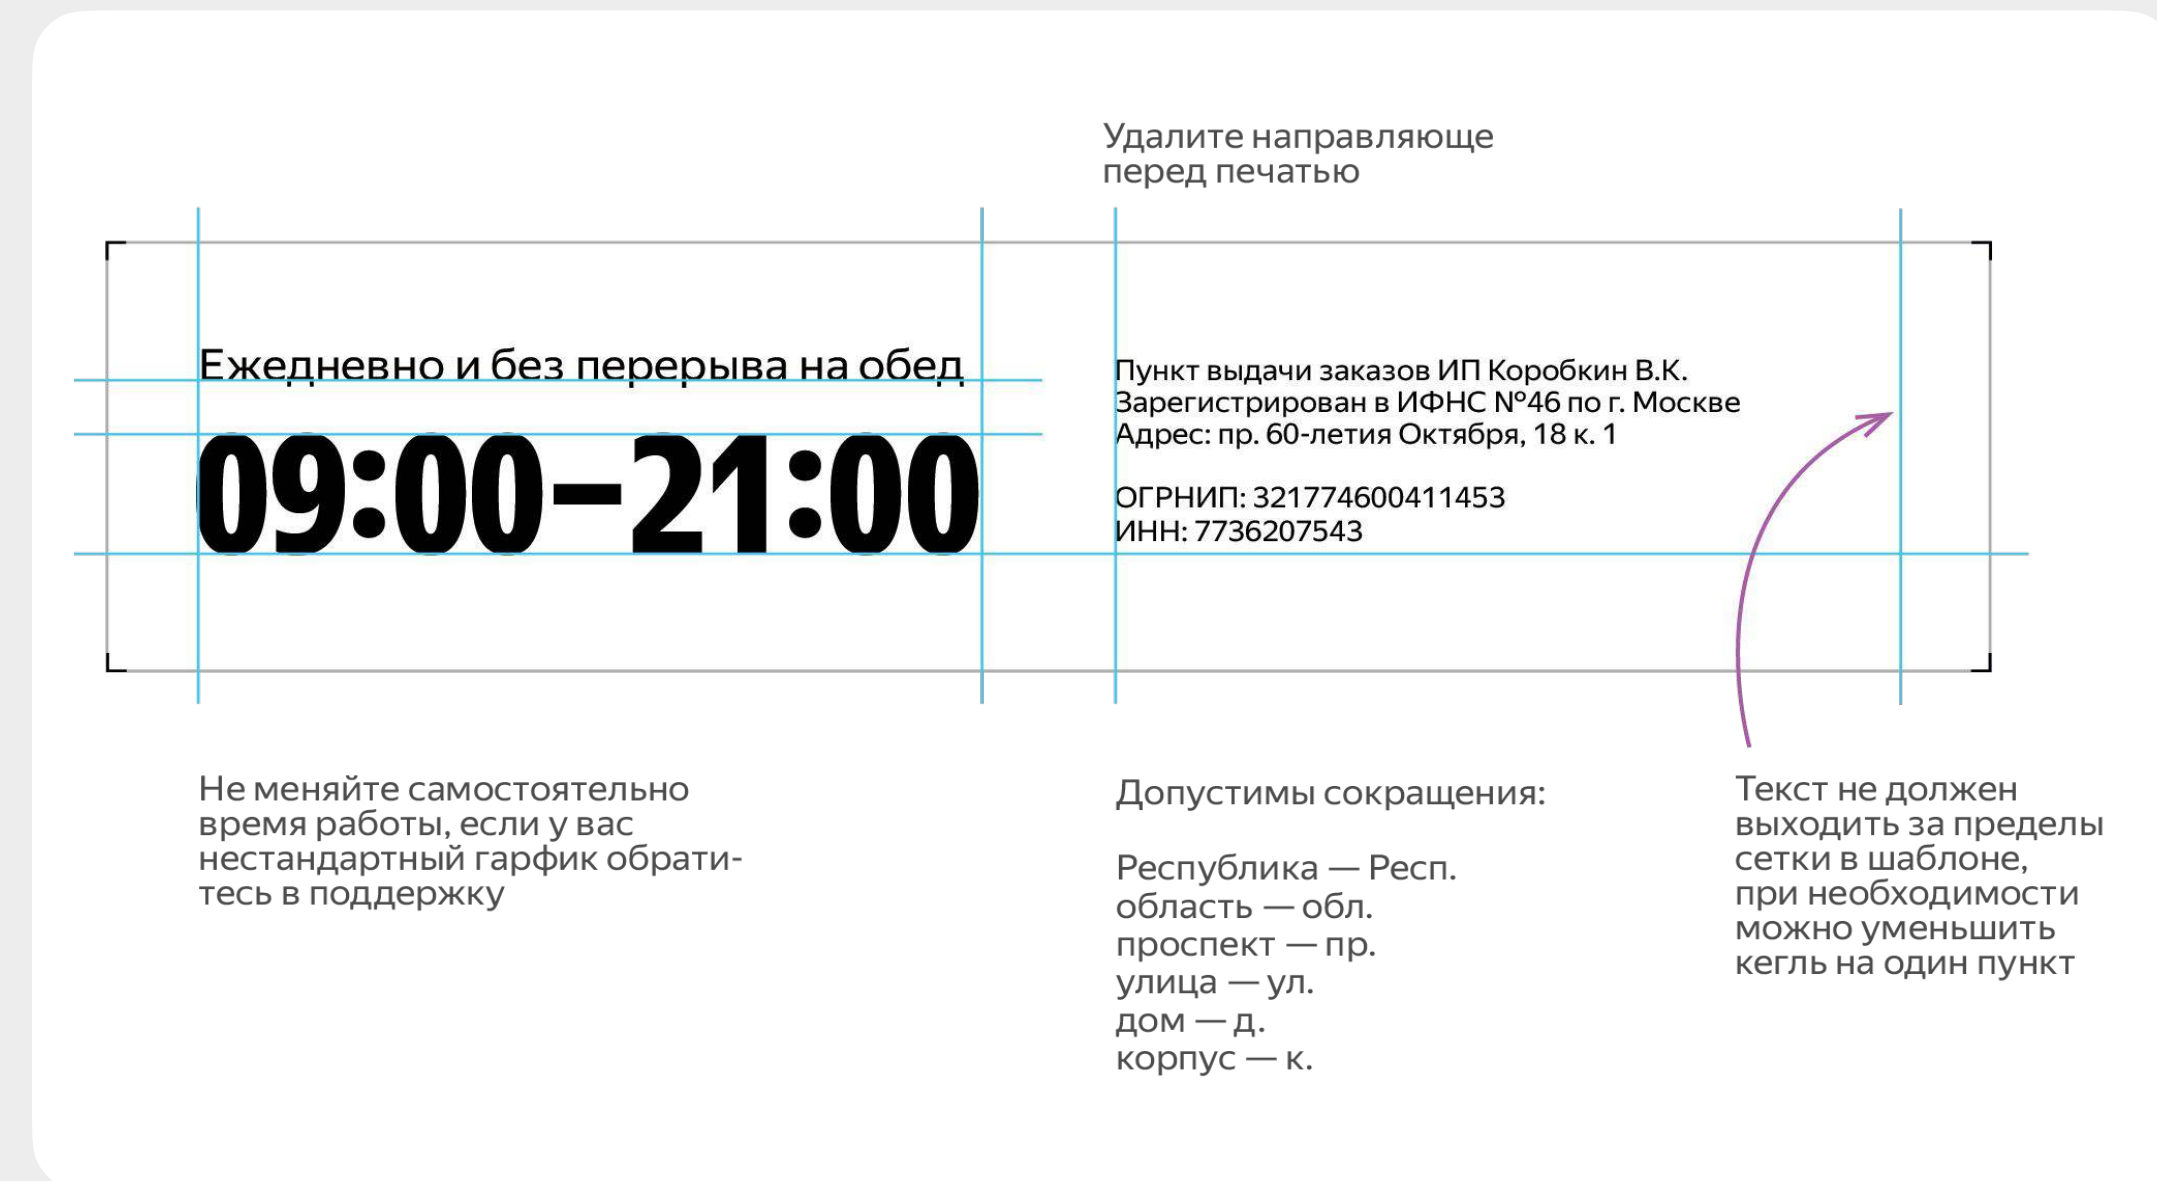 Удалите направляюще
перед печатью
Ежедневно и без перерыва на обед
09:00–21:00
Пункт выдачи заказов ИП Коробкин В.К.
Зарегистрирован в ИФНС №46 по г. Москве
Адрес: пр. 60-летия Октября, 18 к. 1
ОГРНИП: 321774600411453
ИНН: 7736207543
Не меняйте самостоятельно
время работы, если у вас
нестандартный гарфик обрати-
тесь в поддержку
Допустимы сокращения:
Республика — Респ.
область — обл.
проспект — пр.
улица — ул.
дом — д.
корпус — к.
Текст не должен
выходить за пределы
сетки в шаблоне,
при необходимости
можно уменьшить
кегль на один пункт